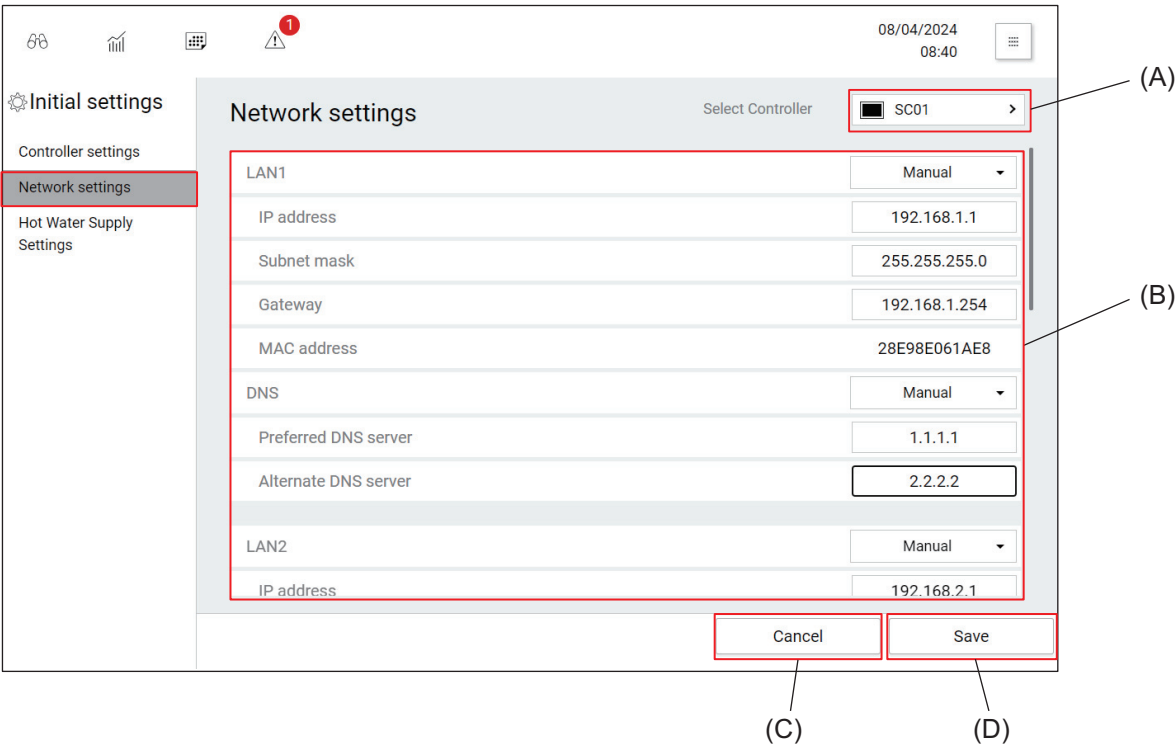 1
08/04/2024
08:40
(A)
Initial settings
Network settings
Select Controller
SC01
Controller settings
Network settings
Hot Water Supply
Settings
LAN1
Manual
IP address
192.168.1.1
Subnet mask
255.255.255.0
Gateway
192.168.1.254
(B)
MAC address
28E98E061AE8
DNS
Manual
Preferred DNS server
1.1.1.1
Alternate DNS server
2.2.2.2
LAN2
Manual
IP address
192.168.2.1
Cancel
Save
(C)
(D)